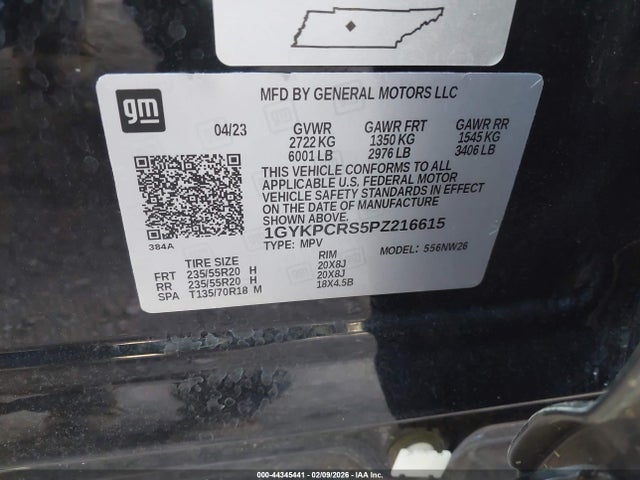 gm
MFD BY GENERAL MOTORS LLC
04/23 GVWR GAWR FRT GAWR RR
2722 KG 1350 KG 1545 KG
6001 LB 2976 LB 3406 LB
THIS VEHICLE CONFORMS TO ALL
APPLICABLE U.S. FEDERAL MOTOR
VEHICLE SAFETY STANDARDS IN EFFECT
ON THE DATE OF MANUFACTURE
SHOWN ABOVE.
1GYKPCRS5PZ216615
TYPE: MPV MODEL: S56NW26
384A
TIRE SIZE RIM
FRT 235/55R20 H 20X8J
RR 235/55R20 H 20X8J
SPA T135/70R18 M 18X4.5B
000-44345441 - 02/09/2026 - IAAI.COM